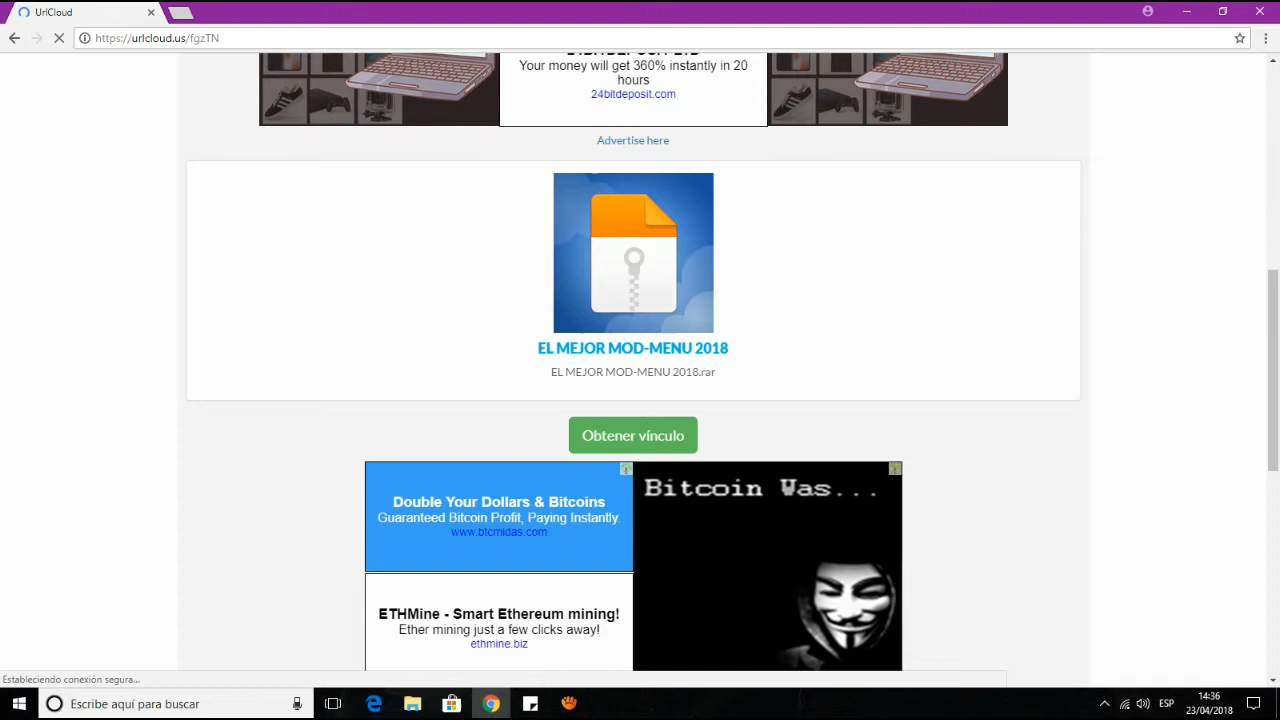 UrlCloud
https://urlcloud.us/fgzTN
Your money will get 360% instantly in 20
hours
24bitdeposit.com
Advertise here
EL MEJOR MOD-MENU 2018
EL MEJOR MOD-MENU 2018.rar
Obtener vínculo
Double Your Dollars & Bitcoins
Guaranteed Bitcoin Profit, Paying Instantly.
www.btcmidas.com
Bitcoin Was...
ETHMine - Smart Ethereum mining!
Ether mining just a few clicks away!
ethmine.biz
Estableciendo conexión segura...
Escribe aquí para buscar
ESP
14:36
23/04/2018